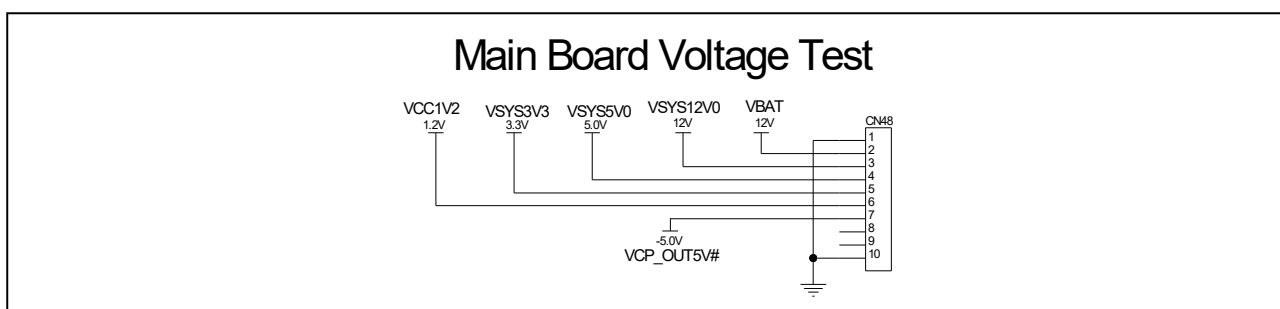 Main Board Voltage Test
VCC1V2 VSYS3V3 VSYS5V0 VSYS12V0 VBAT
1.2V 3.3V 5.0V 12V 12V
CN48
1
2
3
4
5
6
7
8
9
10
-5.0V
VCP_OUT5V#